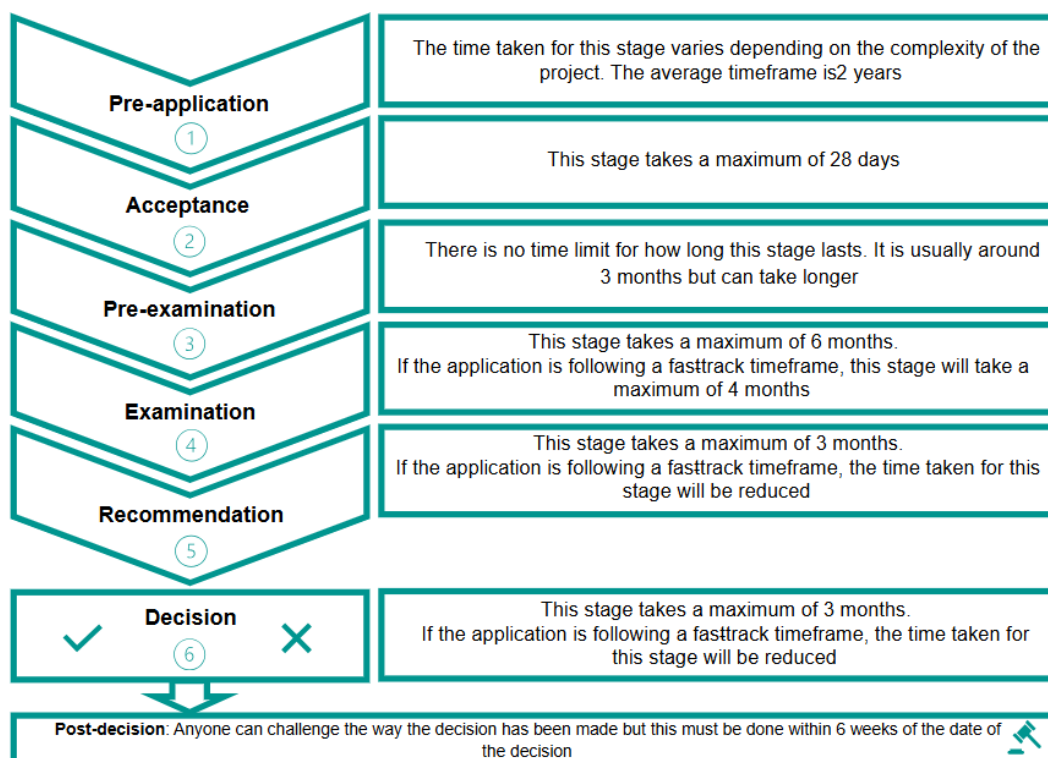 The time taken for this stage varies depending on the complexity of the
project. The average timeframe is2 years
Pre-application
1
This stage takes a maximum of 28 days
Acceptance
2
There is no time limit for how long this stage lasts. It is usually around
3 months but can take longer
Pre-examination
3
This stage takes a maximum of 6 months.
If the application is following a fasttrack timeframe, this stage will take a
maximum of 4 months
Examination
4
This stage takes a maximum of 3 months.
If the application is following a fasttrack timeframe, the time taken for this
stage will be reduced
Recommendation
5
Decision
6
This stage takes a maximum of 3 months.
If the application is following a fasttrack timeframe, the time taken for
this stage will be reduced
Post-decision: Anyone can challenge the way the decision has been made but this must be done within 6 weeks of the date of
the decision